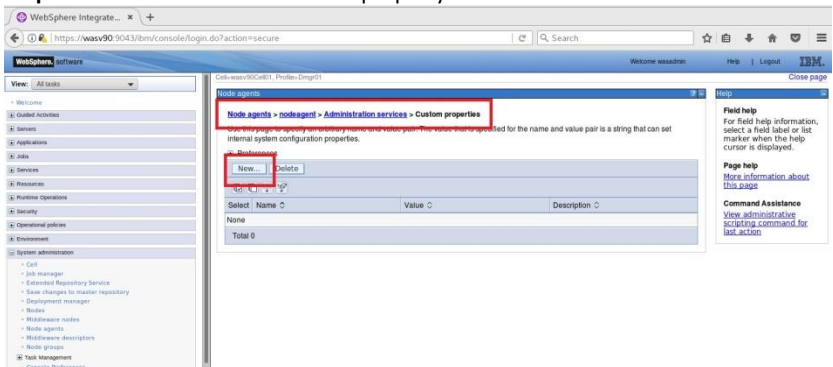 WebSphere Integrate... × +
https://wasv90:9043/ibm/console/login.do?action=secure
Search
WebSphere. software
Welcome wasadmin
Help | Logout
IBM.
View: All tasks
Cell=wasv90Cell01, Profile=Dmgr01
Close page
Welcome
Guided Activities
Servers
Applications
Jobs
Services
Resources
Runtime Operations
Security
Operational policies
Environment
System administration
Cell
Job manager
Extended Repository Service
Save changes to master repository
Deployment manager
Nodes
Middleware nodes
Node agents
Middleware descriptors
Node groups
Task Management
Console Preferences
Node agents
Node agents > nodeagent > Administration services > Custom properties
Use this page to specify an arbitrary name and value pair. The value that is specified for the name and value pair is a string that can set
internal system configuration properties.
Preferences
New... Delete
Select Name Value Description
None
Total 0
Help
Field help
For field help information,
select a field label or list
marker when the help
cursor is displayed.
Page help
More information about
this page
Command Assistance
View administrative
scripting command for
last action